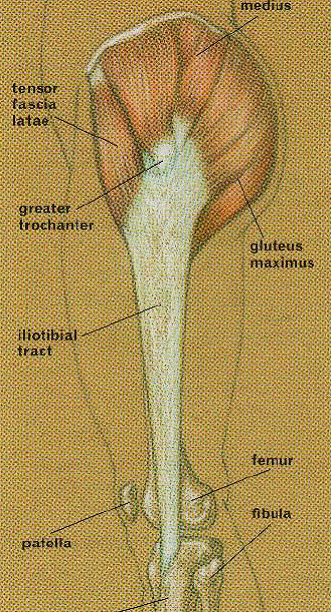 medius
tensor
fascia
latae
greater
trochanter
gluteus
maximus
iliotibial
tract
femur
fibula
patella